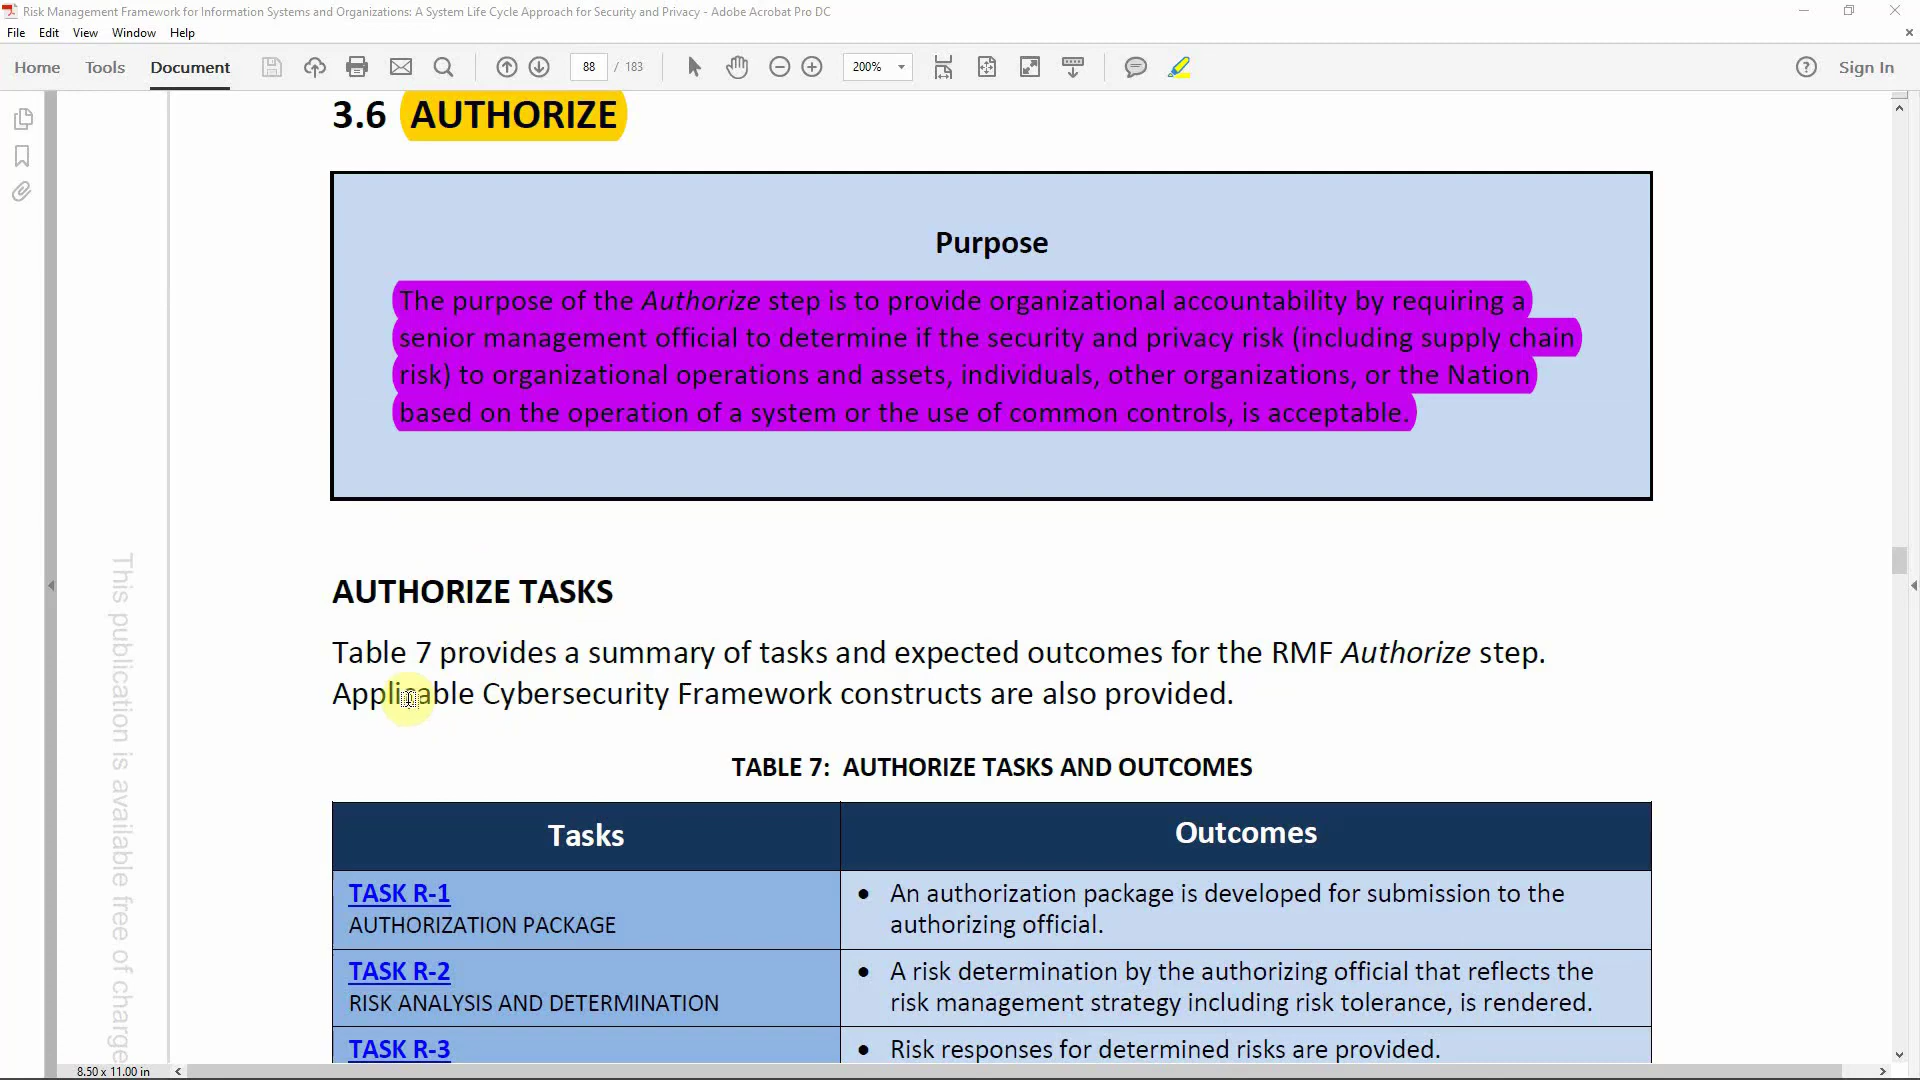 Risk Management Framework for Information Systems and Organizations: A System Life Cycle Approach for Security and Privacy - Adobe Acrobat Pro DC
File Edit View Window Help
Home Tools Document 88 / 183 200% Sign In
3.6 AUTHORIZE
Purpose
The purpose of the Authorize step is to provide organizational accountability by requiring a
senior management official to determine if the security and privacy risk (including supply chain
risk) to organizational operations and assets, individuals, other organizations, or the Nation
based on the operation of a system or the use of common controls, is acceptable.
AUTHORIZE TASKS
Table 7 provides a summary of tasks and expected outcomes for the RMF Authorize step.
Applicable Cybersecurity Framework constructs are also provided.
TABLE 7: AUTHORIZE TASKS AND OUTCOMES
Tasks Outcomes
TASK R-1
AUTHORIZATION PACKAGE
• An authorization package is developed for submission to the
authorizing official.
TASK R-2
RISK ANALYSIS AND DETERMINATION
• A risk determination by the authorizing official that reflects the
risk management strategy including risk tolerance, is rendered.
TASK R-3
• Risk responses for determined risks are provided.
This publication is available free of charge
8.50 x 11.00 in